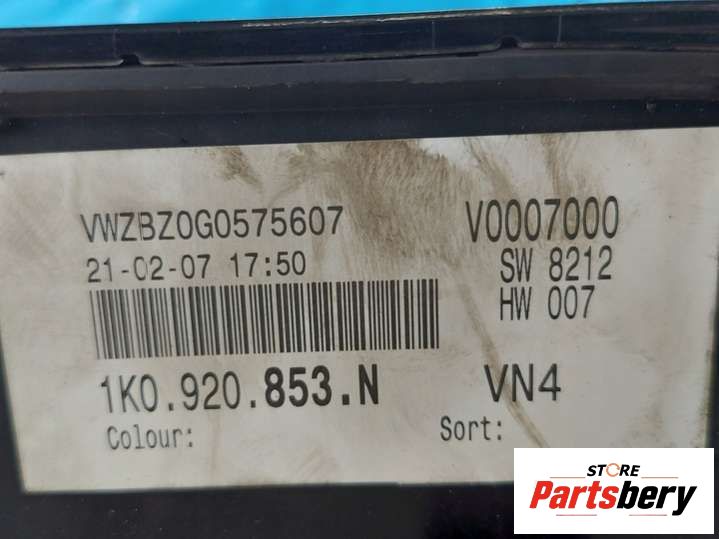 VWZBZ0G0575607 V0007000
21-02-07 17:50 SW 8212
HW 007
1K0.920.853.N VN4
Colour: Sort:
STORE
Partsbery